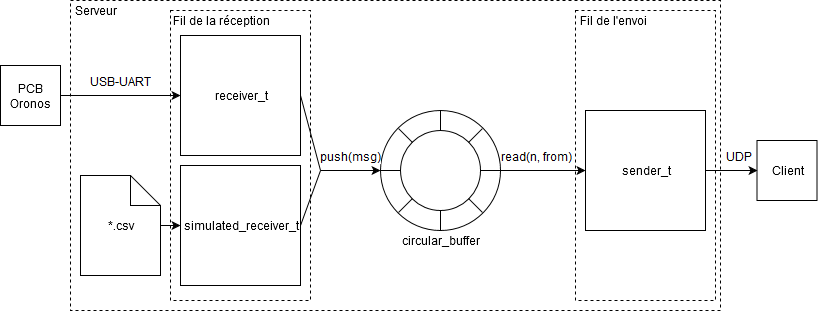 Serveur
Fil de la réception
Fil de l'envoi
PCB
Oronos
USB-UART
receiver_t
push(msg)
read(n, from)
sender_t
UDP
Client
*.csv
simulated_receiver_t
circular_buffer